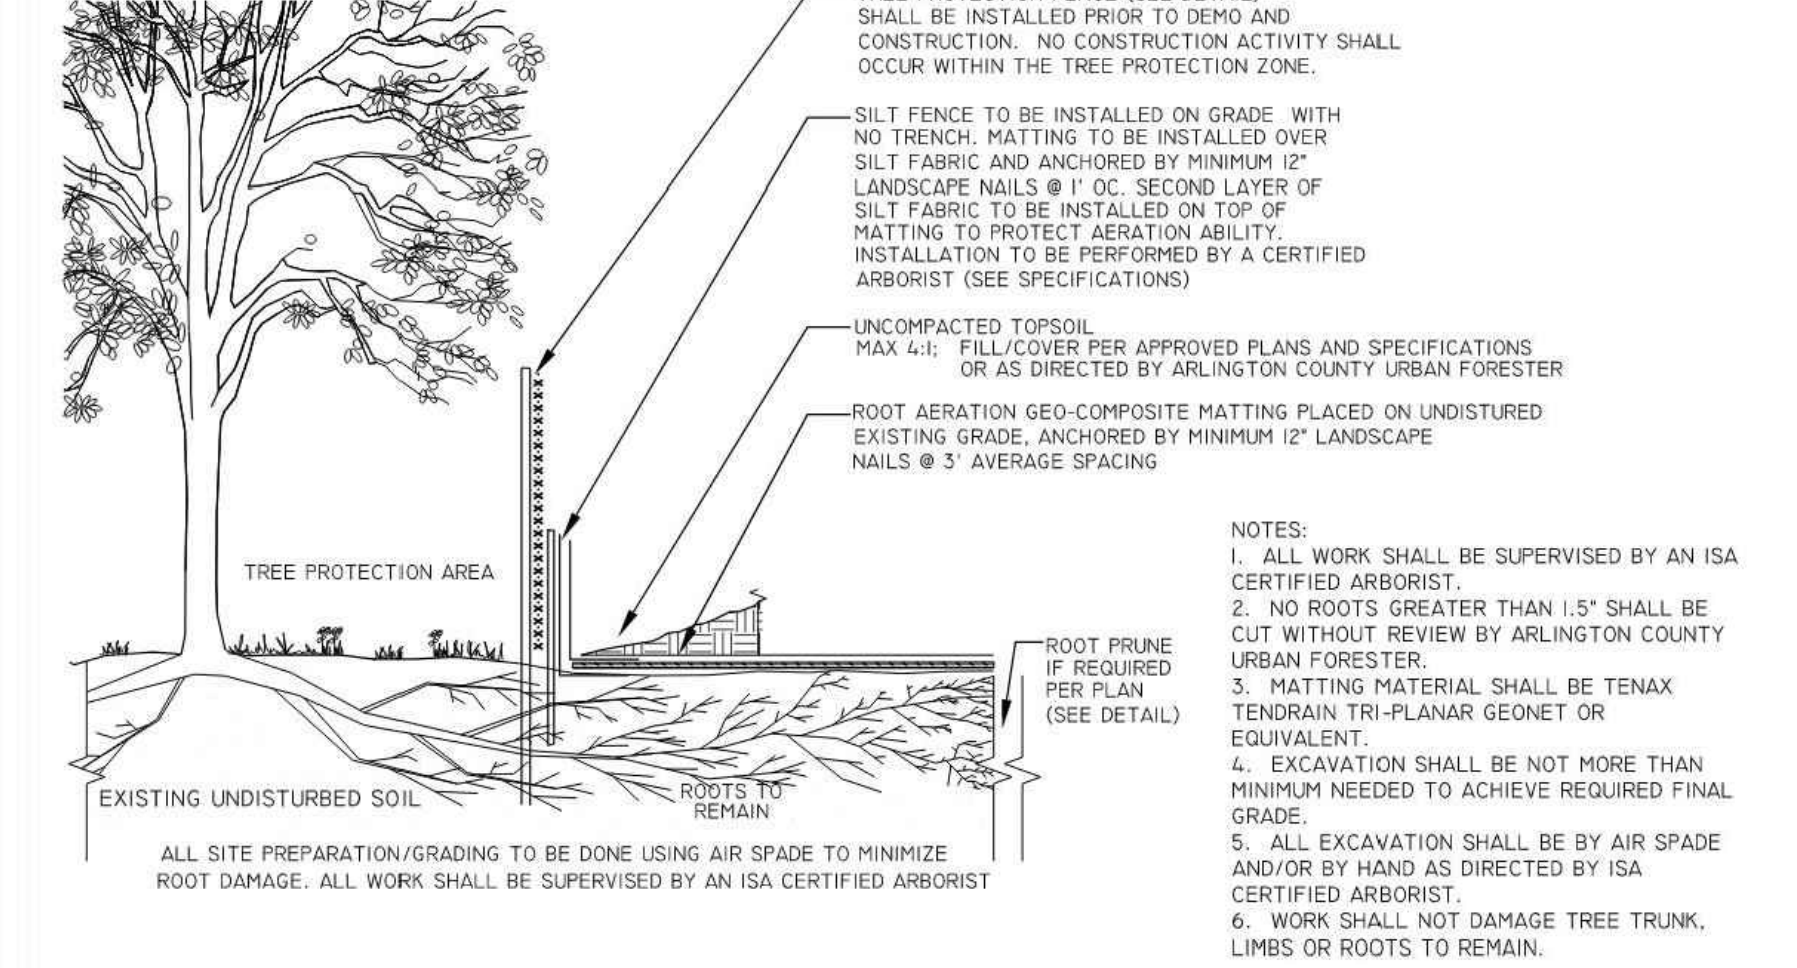 SHALL BE INSTALLED PRIOR TO DEMO AND
CONSTRUCTION. NO CONSTRUCTION ACTIVITY SHALL
OCCUR WITHIN THE TREE PROTECTION ZONE.
SILT FENCE TO BE INSTALLED ON GRADE WITH
NO TRENCH. MATTING TO BE INSTALLED OVER
SILT FABRIC AND ANCHORED BY MINIMUM 12"
LANDSCAPE NAILS @ 1' OC. SECOND LAYER OF
SILT FABRIC TO BE INSTALLED ON TOP OF
MATTING TO PROTECT AERATION ABILITY.
INSTALLATION TO BE PERFORMED BY A CERTIFIED
ARBORIST (SEE SPECIFICATIONS)
UNCOMPACTED TOPSOIL
MAX 4:1; FILL/COVER PER APPROVED PLANS AND SPECIFICATIONS
OR AS DIRECTED BY ARLINGTON COUNTY URBAN FORESTER
ROOT AERATION GEO-COMPOSITE MATTING PLACED ON UNDISTURED
EXISTING GRADE, ANCHORED BY MINIMUM 12" LANDSCAPE
NAILS @ 3' AVERAGE SPACING
TREE PROTECTION AREA
ROOT PRUNE
IF REQUIRED
PER PLAN
(SEE DETAIL)
EXISTING UNDISTURBED SOIL
ROOTS TO
REMAIN
ALL SITE PREPARATION/GRADING TO BE DONE USING AIR SPADE TO MINIMIZE
ROOT DAMAGE. ALL WORK SHALL BE SUPERVISED BY AN ISA CERTIFIED ARBORIST
NOTES:
1. ALL WORK SHALL BE SUPERVISED BY AN ISA
CERTIFIED ARBORIST.
2. NO ROOTS GREATER THAN 1.5" SHALL BE
CUT WITHOUT REVIEW BY ARLINGTON COUNTY
URBAN FORESTER.
3. MATTING MATERIAL SHALL BE TENAX
TENDRAIN TRI-PLANAR GEONET OR
EQUIVALENT.
4. EXCAVATION SHALL BE NOT MORE THAN
MINIMUM NEEDED TO ACHIEVE REQUIRED FINAL
GRADE.
5. ALL EXCAVATION SHALL BE BY AIR SPADE
AND/OR BY HAND AS DIRECTED BY ISA
CERTIFIED ARBORIST.
6. WORK SHALL NOT DAMAGE TREE TRUNK,
LIMBS OR ROOTS TO REMAIN.